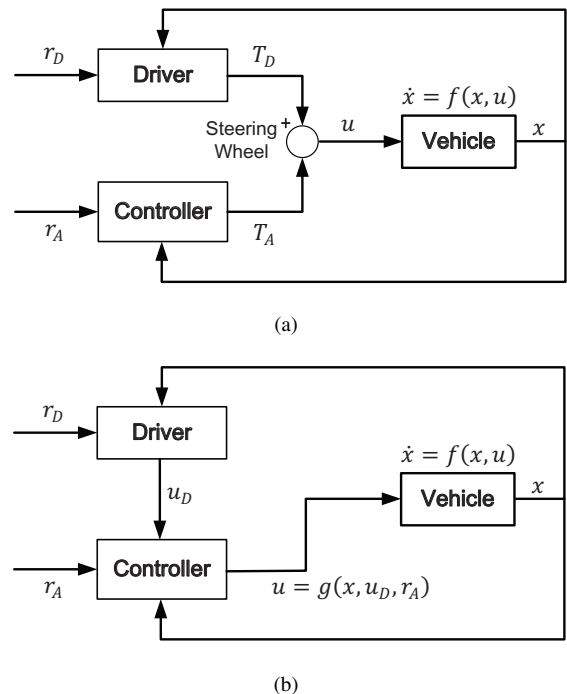 r_D
Driver
T_D
ẋ = f(x, u)
Steering
Wheel
+
u
Vehicle
x
r_A
Controller
T_A
(a)
r_D
Driver
ẋ = f(x, u)
u_D
Vehicle
x
r_A
Controller
u = g(x, u_D, r_A)
(b)